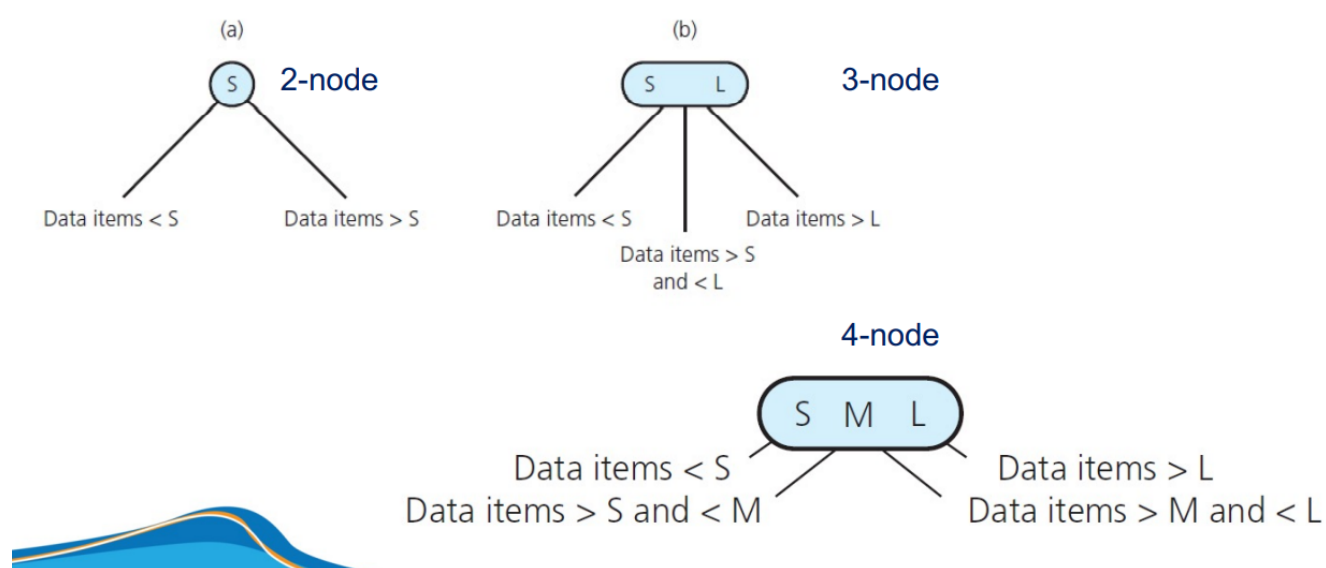 (a)
(b)
S
2-node
S L
3-node
Data items < S
Data items > S
Data items < S
Data items > L
Data items > S
and < L
4-node
S M L
Data items < S
Data items > L
Data items > S and < M
Data items > M and < L